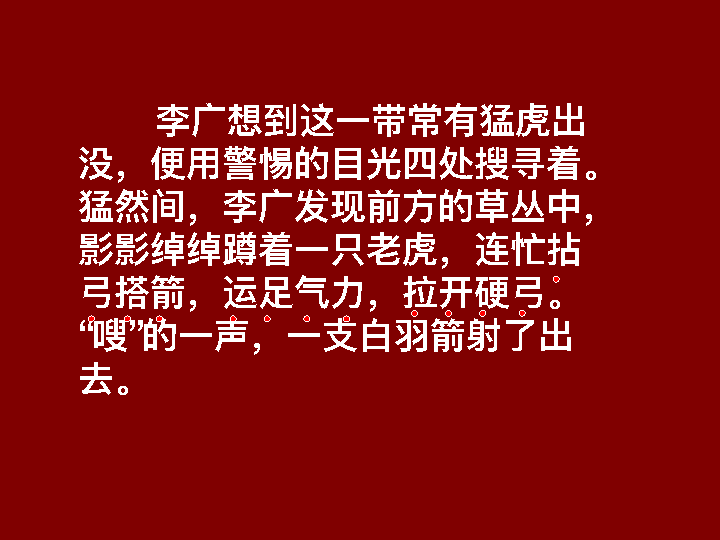 李广想到这一带常有猛虎出
没，便用警惕的目光四处搜寻着。
猛然间，李广发现前方的草丛中，
影影绰绰蹲着一只老虎，连忙拈
弓搭箭，运足气力，拉开硬弓。
“嗖”的一声，一支白羽箭射了出
去。